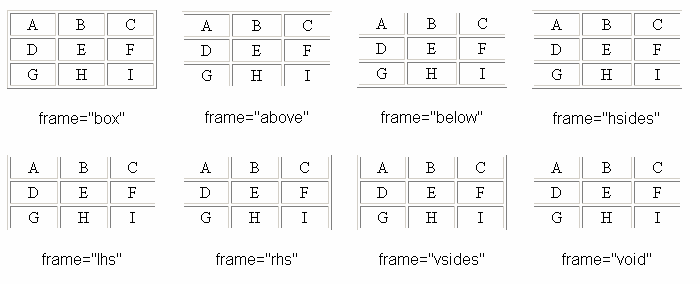 A B C A B C A B C A B C
D E F D E F D E F D E F
G H I G H I G H I G H I
frame="box" frame="above" frame="below" frame="hsides"
A B C A B C A B C A B C
D E F D E F D E F D E F
G H I G H I G H I G H I
frame="lhs" frame="rhs" frame="vsides" frame="void"